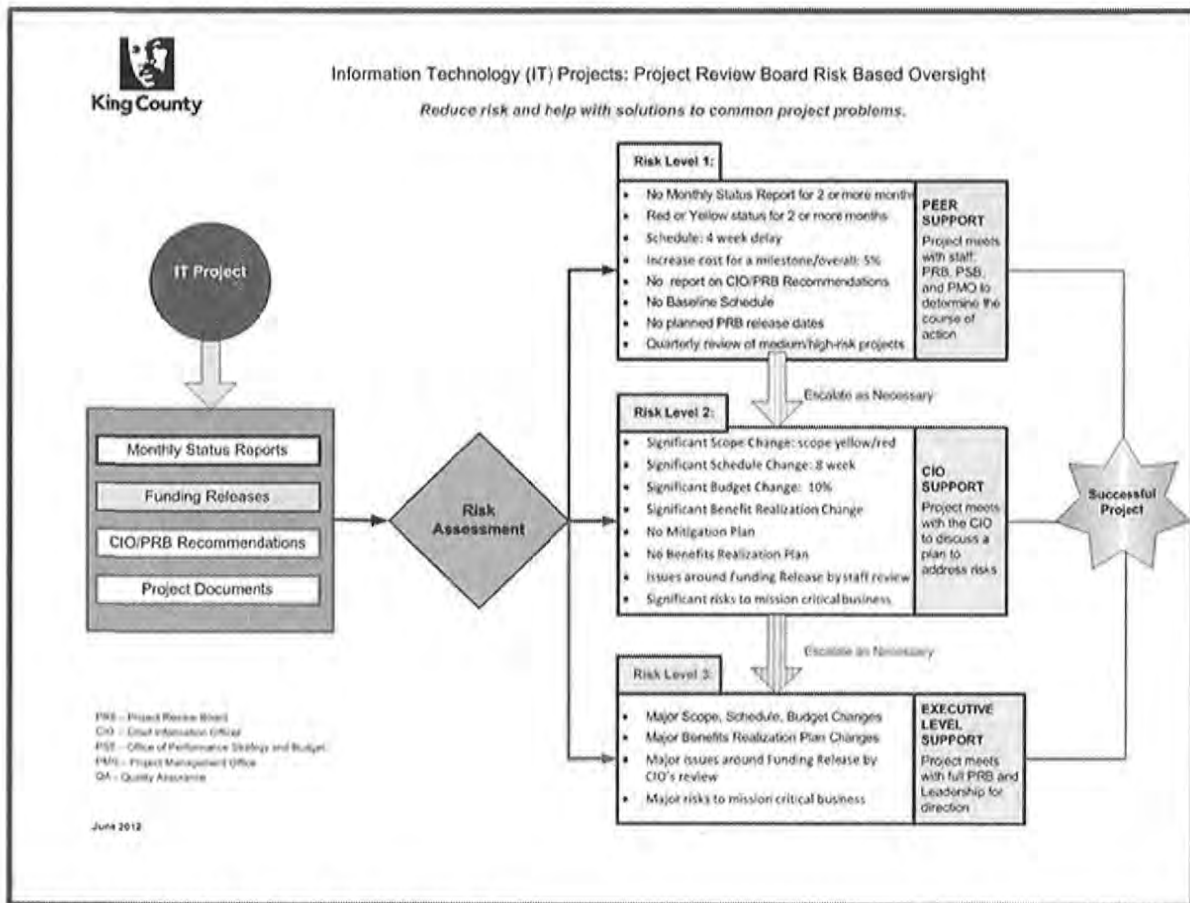 King County
Information Technology (IT) Projects: Project Review Board Risk Based Oversight
Reduce risk and help with solutions to common project problems.
IT Project
Monthly Status Reports
Funding Releases
CIO/PRB Recommendations
Project Documents
Risk
Assessment
Risk Level 1:
• No Monthly Status Report for 2 or more months
• Red or Yellow status for 2 or more months
• Schedule: 4 week delay
• Increase cost for a milestone/overall: 5%
• No report on CIO/PRB Recommendations
• No Baseline Schedule
• No planned PRB release dates
• Quarterly review of medium/high-risk projects
PEER
SUPPORT
Project meets
with staff,
PRB, PSB,
and PMO to
determine the
course of
action
Escalate as Necessary
Risk Level 2:
• Significant Scope Change: scope yellow/red
• Significant Schedule Change: 8 week
• Significant Budget Change: 10%
• Significant Benefit Realization Change
• No Mitigation Plan
• No Benefits Realization Plan
• Issues around Funding Release by staff review
• Significant risks to mission critical business
CIO
SUPPORT
Project meets
with the CIO
to discuss a
plan to
address risks
Escalate as Necessary
Risk Level 3:
• Major Scope, Schedule, Budget Changes
• Major Benefits Realization Plan Changes
• Major issues around Funding Release by
CIO's review
• Major risks to mission critical business
EXECUTIVE
LEVEL
SUPPORT
Project meets
with full PRB and
Leadership for
direction
Successful
Project
PRB – Project Review Board
CIO – Chief Information Officer
PSB – Office of Performance Strategy and Budget
PMO – Project Management Office
QA – Quality Assurance
June 2012